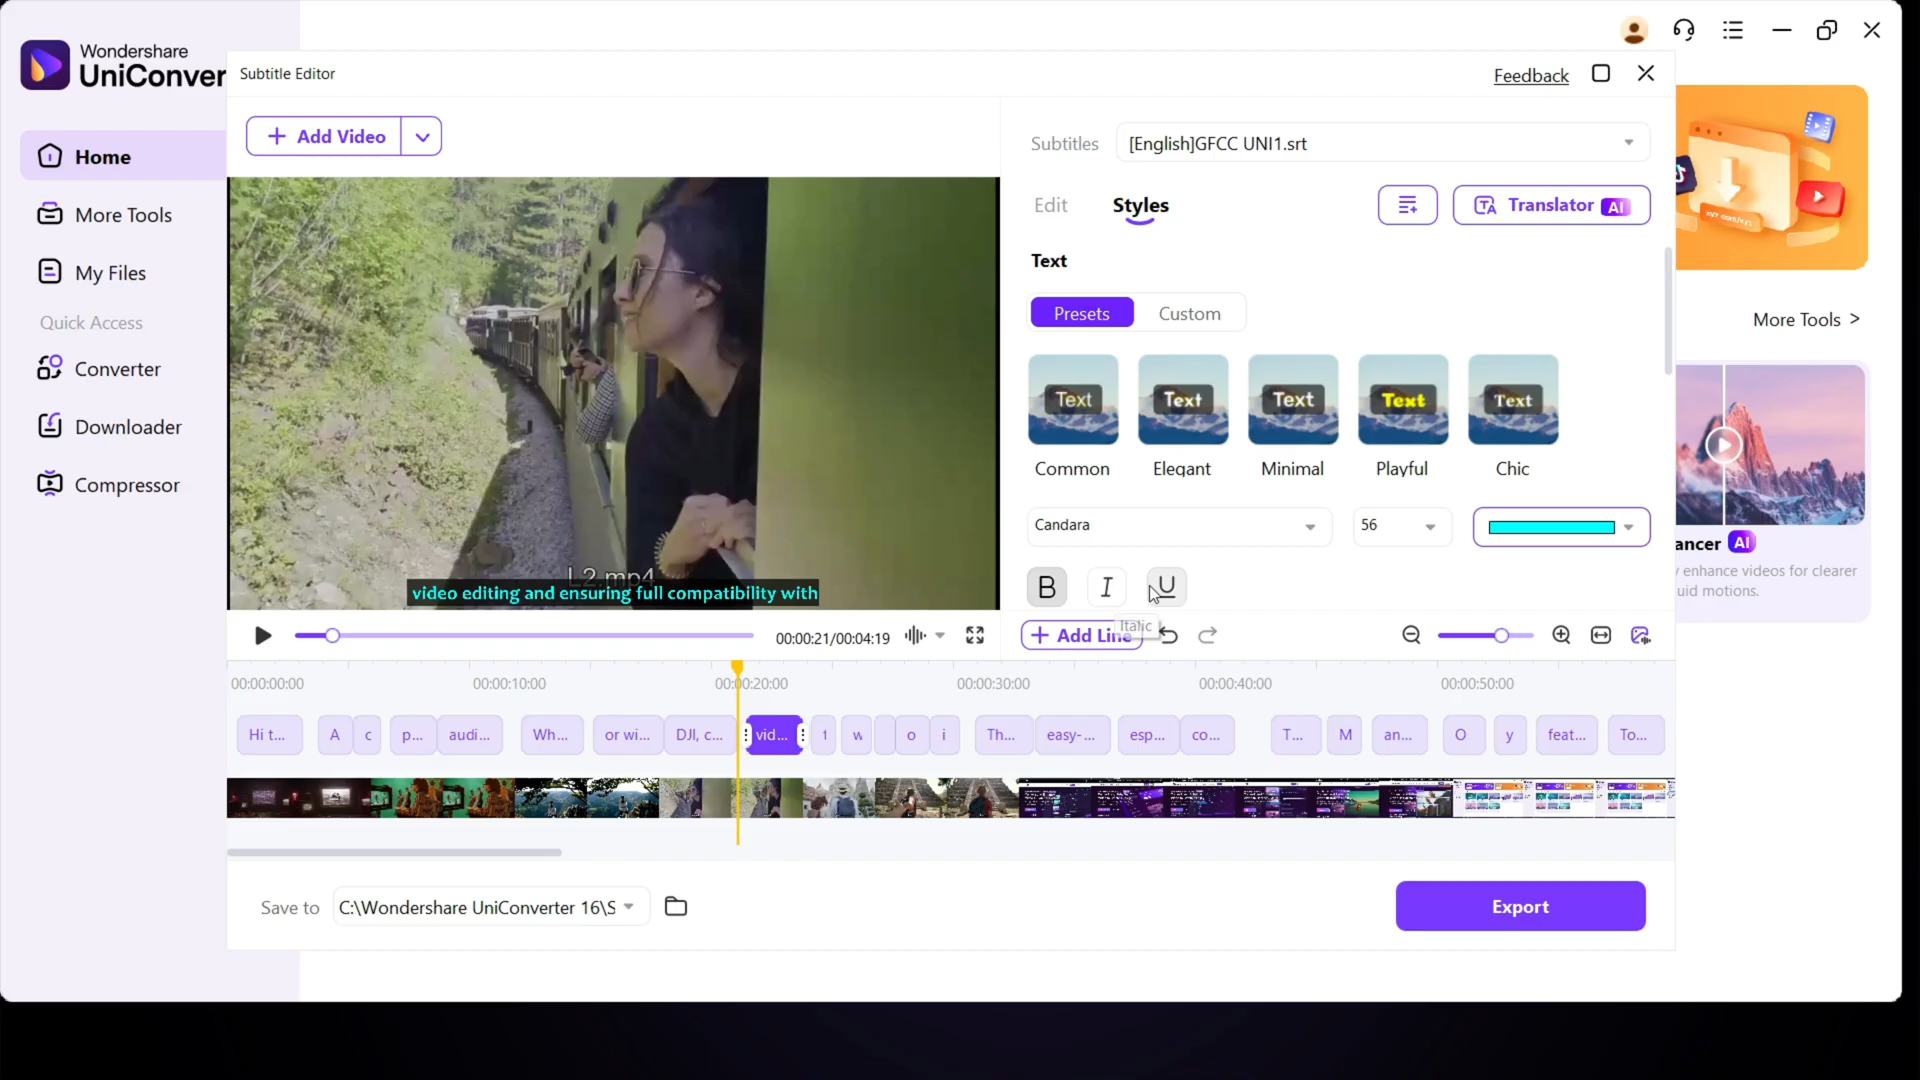 Wondershare
UniConver
Subtitle Editor
Feedback
Add Video
Home
More Tools
My Files
Quick Access
Converter
Downloader
Compressor
L2.mp4
video editing and ensuring full compatibility with
Subtitles
[English]GFCC UNI1.srt
Edit
Styles
Translator AI
Text
Presets
Custom
Text
Text
Text
Text
Text
Common
Elegant
Minimal
Playful
Chic
Candara
56
B
I
U
00:00:21/00:04:19
Add Line
Italic
00:00:00:00
00:00:10:00
00:00:20:00
00:00:30:00
00:00:40:00
00:00:50:00
Hi t...
A
c
p...
audi...
Wh...
or wi...
DJI, c...
vid...
t
w
o
i
Th...
easy-...
esp...
co...
T...
M
an...
O
y
feat...
To...
Save to
C:\Wondershare UniConverter 16\S
Export
More Tools >
ancer AI
y enhance videos for clearer
uid motions.